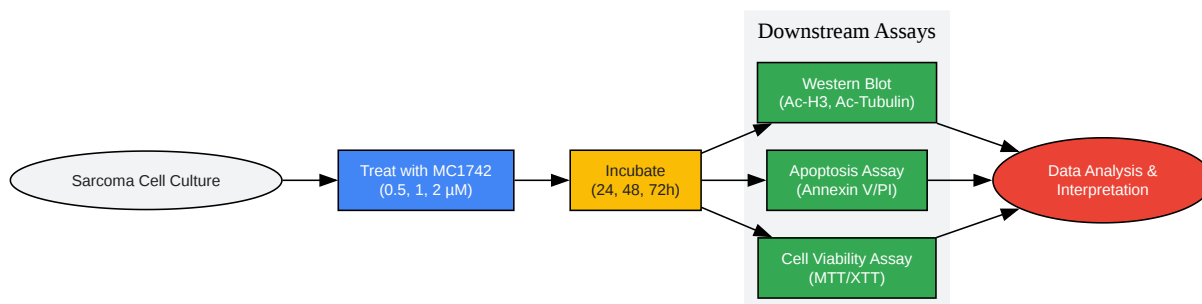 Downstream Assays
Sarcoma Cell Culture
Treat with MC1742
(0.5, 1, 2 µM)
Incubate
(24, 48, 72h)
Western Blot
(Ac-H3, Ac-Tubulin)
Apoptosis Assay
(Annexin V/PI)
Cell Viability Assay
(MTT/XTT)
Data Analysis &
Interpretation